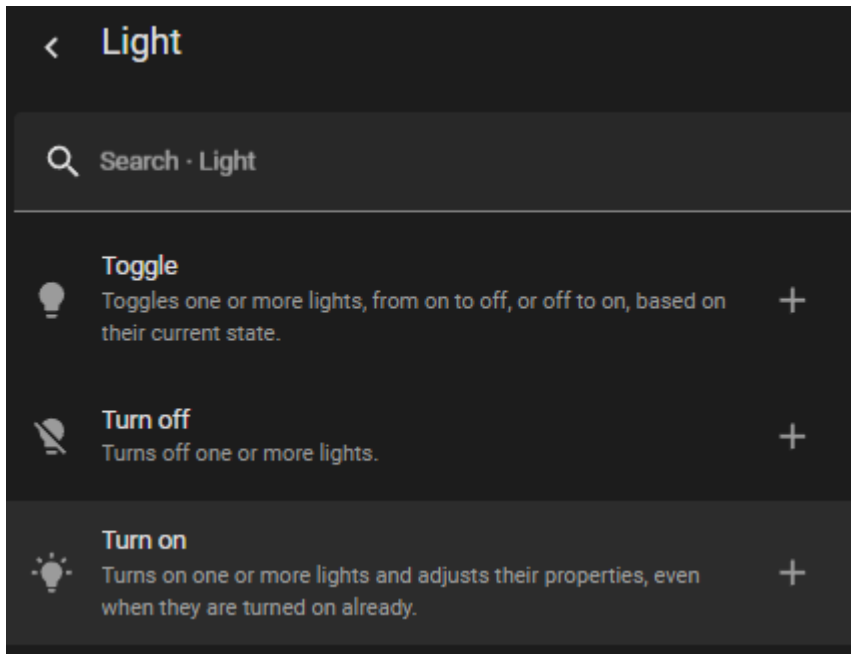 Light
Search · Light
Toggle
Toggles one or more lights, from on to off, or off to on, based on
their current state.
Turn off
Turns off one or more lights.
Turn on
Turns on one or more lights and adjusts their properties, even
when they are turned on already.